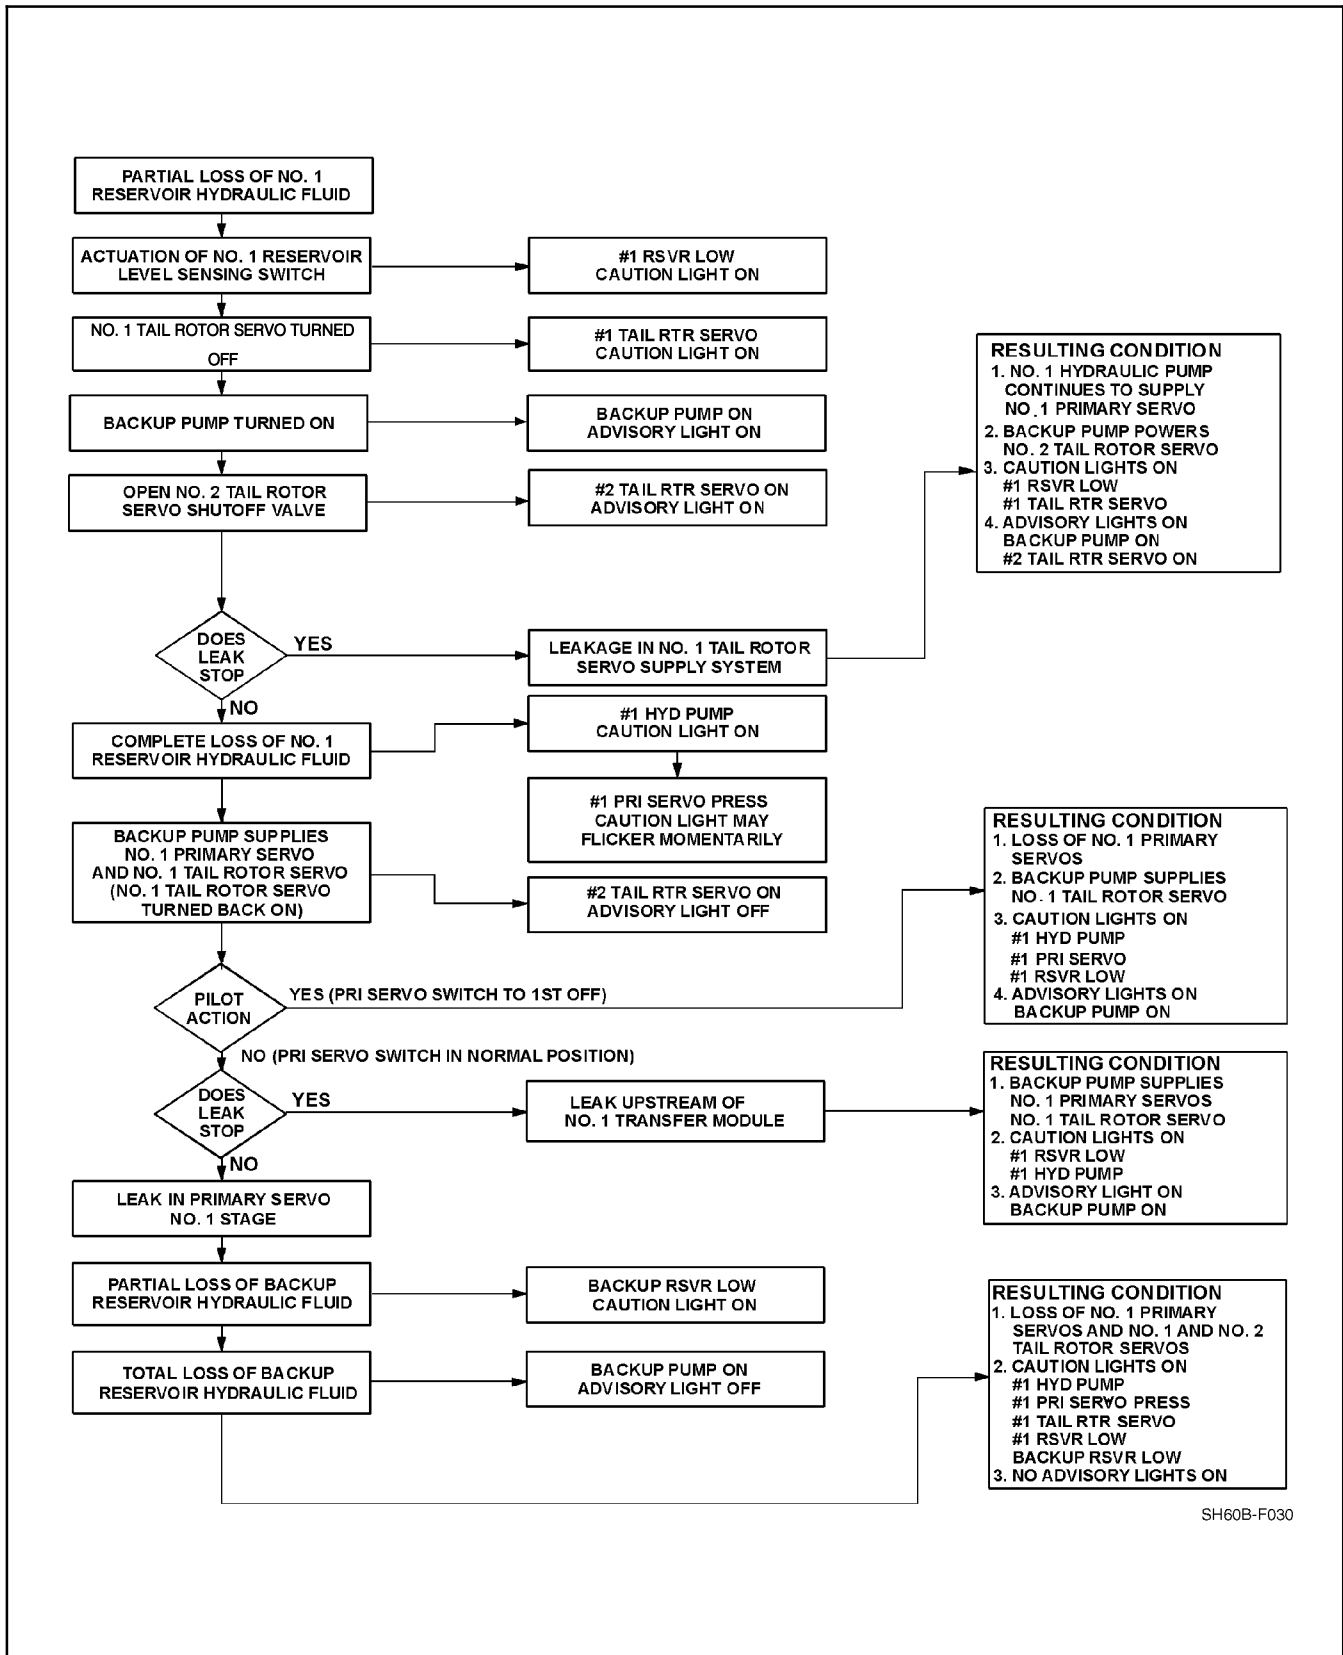 PARTIAL LOSS OF NO. 1
RESERVOIR HYDRAULIC FLUID
ACTUATION OF NO. 1 RESERVOIR
LEVEL SENSING SWITCH
#1 RSVR LOW
CAUTION LIGHT ON
NO. 1 TAIL ROTOR SERVO TURNED
OFF
#1 TAIL RTR SERVO
CAUTION LIGHT ON
BACKUP PUMP TURNED ON
BACKUP PUMP ON
ADVISORY LIGHT ON
OPEN NO. 2 TAIL ROTOR
SERVO SHUTOFF VALVE
#2 TAIL RTR SERVO ON
ADVISORY LIGHT ON
RESULTING CONDITION
1. NO. 1 HYDRAULIC PUMP
CONTINUES TO SUPPLY
NO. 1 PRIMARY SERVO
2. BACKUP PUMP POWERS
NO. 2 TAIL ROTOR SERVO
3. CAUTION LIGHTS ON
#1 RSVR LOW
#1 TAIL RTR SERVO
4. ADVISORY LIGHTS ON
BACKUP PUMP ON
#2 TAIL RTR SERVO ON
DOES
LEAK
STOP
YES
LEAKAGE IN NO. 1 TAIL ROTOR
SERVO SUPPLY SYSTEM
NO
COMPLETE LOSS OF NO. 1
RESERVOIR HYDRAULIC FLUID
#1 HYD PUMP
CAUTION LIGHT ON
#1 PRI SERVO PRESS
CAUTION LIGHT MAY
FLICKER MOMENTARILY
BACKUP PUMP SUPPLIES
NO. 1 PRIMARY SERVO
AND NO. 1 TAIL ROTOR SERVO
(NO. 1 TAIL ROTOR SERVO
TURNED BACK ON)
#2 TAIL RTR SERVO ON
ADVISORY LIGHT OFF
RESULTING CONDITION
1. LOSS OF NO. 1 PRIMARY
SERVOS
2. BACKUP PUMP SUPPLIES
NO. 1 TAIL ROTOR SERVO
3. CAUTION LIGHTS ON
#1 HYD PUMP
#1 PRI SERVO
#1 RSVR LOW
4. ADVISORY LIGHTS ON
BACKUP PUMP ON
PILOT
ACTION
YES (PRI SERVO SWITCH TO 1ST OFF)
NO (PRI SERVO SWITCH IN NORMAL POSITION)
DOES
LEAK
STOP
YES
LEAK UPSTREAM OF
NO. 1 TRANSFER MODULE
RESULTING CONDITION
1. BACKUP PUMP SUPPLIES
NO. 1 PRIMARY SERVOS
NO. 1 TAIL ROTOR SERVO
2. CAUTION LIGHTS ON
#1 RSVR LOW
#1 HYD PUMP
3. ADVISORY LIGHT ON
BACKUP PUMP ON
NO
LEAK IN PRIMARY SERVO
NO. 1 STAGE
PARTIAL LOSS OF BACKUP
RESERVOIR HYDRAULIC FLUID
BACKUP RSVR LOW
CAUTION LIGHT ON
TOTAL LOSS OF BACKUP
RESERVOIR HYDRAULIC FLUID
BACKUP PUMP ON
ADVISORY LIGHT OFF
RESULTING CONDITION
1. LOSS OF NO. 1 PRIMARY
SERVOS AND NO. 1 AND NO. 2
TAIL ROTOR SERVOS
2. CAUTION LIGHTS ON
#1 HYD PUMP
#1 PRI SERVO PRESS
#1 TAIL RTR SERVO
#1 RSVR LOW
BACKUP RSVR LOW
3. NO ADVISORY LIGHTS ON
SH60B-F030